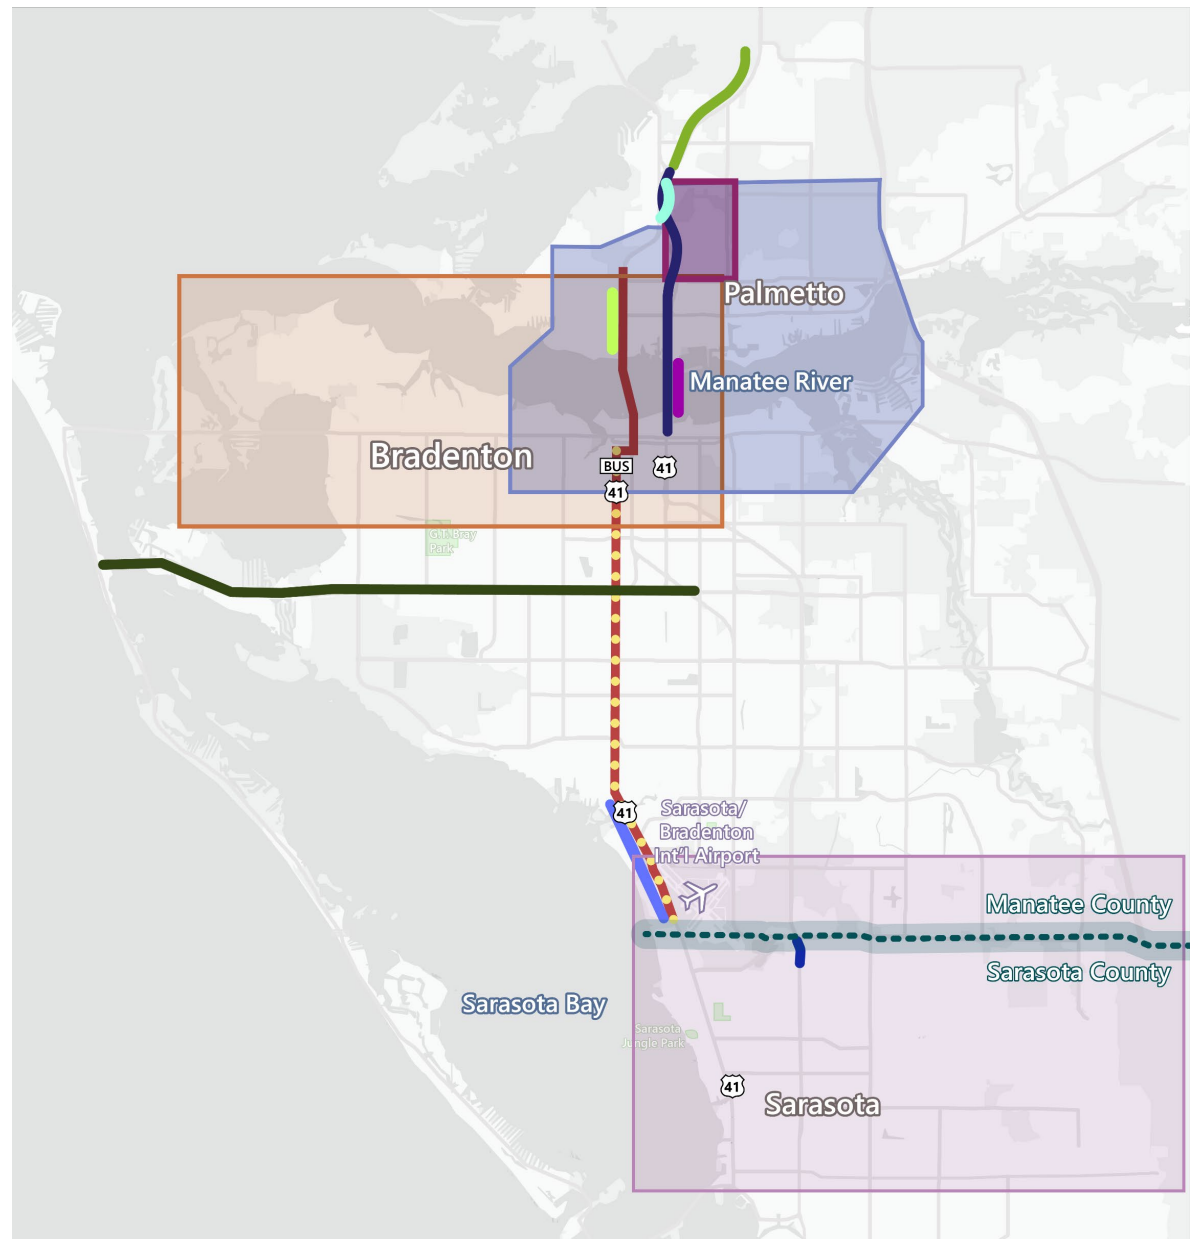 Palmetto
Manatee River
Bradenton
BUS
41
41
G.T. Bray
Park
41
Sarasota/
Bradenton
Int'l Airport
Manatee County
Sarasota County
Sarasota Bay
Sarasota
Jungle Park
41
Sarasota